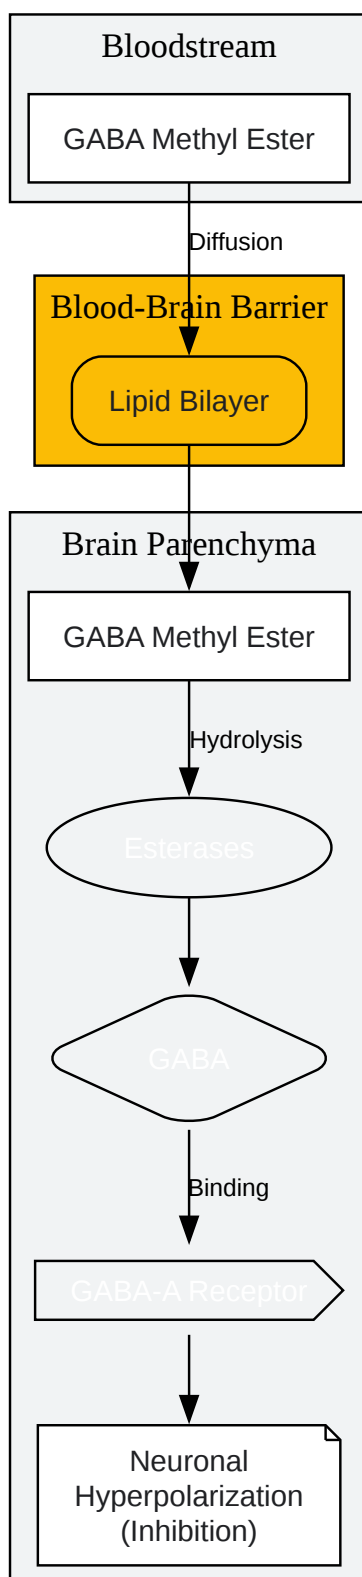 Bloodstream
GABA Methyl Ester
Diffusion
Blood-Brain Barrier
Lipid Bilayer
Brain Parenchyma
GABA Methyl Ester
Hydrolysis
Esterases
GABA
Binding
GABA-A Receptor
Neuronal
Hyperpolarization
(Inhibition)